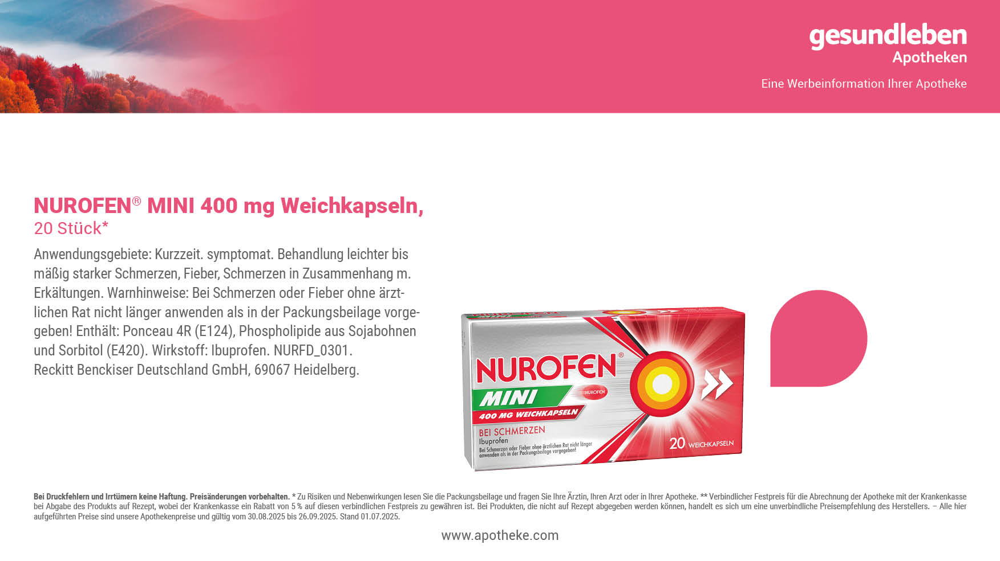 gesundleben
Apotheken
Eine Werbeinformation Ihrer Apotheke
NUROFEN® MINI 400 mg Weichkapseln,
20 Stück*
Anwendungsgebiete: Kurzzeit. symptomat. Behandlung leichter bis
mäßig starker Schmerzen, Fieber, Schmerzen in Zusammenhang m.
Erkältungen. Warnhinweise: Bei Schmerzen oder Fieber ohne ärzt-
lichen Rat nicht länger anwenden als in der Packungsbeilage vorge-
geben! Enthält: Ponceau 4R (E124), Phospholipide aus Sojabohnen
und Sorbitol (E420). Wirkstoff: Ibuprofen. NURFD_0301.
Reckitt Benckiser Deutschland GmbH, 69067 Heidelberg.
NUROFEN
NUROFEN®
MINI
NUROFEN
400 MG WEICHKAPSELN
BEI SCHMERZEN
Ibuprofen
Bei Schmerzen oder Fieber ohne ärztlichen Rat nicht länger
anwenden als in der Packungsbeilage vorgegeben!
20 WEICHKAPSELN
Bei Druckfehlern und Irrtümern keine Haftung. Preisänderungen vorbehalten. * Zu Risiken und Nebenwirkungen lesen Sie die Packungsbeilage und fragen Sie Ihre Ärztin, Ihren Arzt oder in Ihrer Apotheke. ** Verbindlicher Festpreis für die Abrechnung der Apotheke mit der Krankenkasse
bei Abgabe des Produkts auf Rezept, wobei der Krankenkasse ein Rabatt von 5 % auf diesen verbindlichen Festpreis zu gewähren ist. Bei Produkten, die nicht auf Rezept abgegeben werden können, handelt es sich um eine unverbindliche Preisempfehlung des Herstellers. – Alle hier
aufgeführten Preise sind unsere Apothekenpreise und gültig vom 30.08.2025 bis 26.09.2025. Stand 01.07.2025.
www.apotheke.com